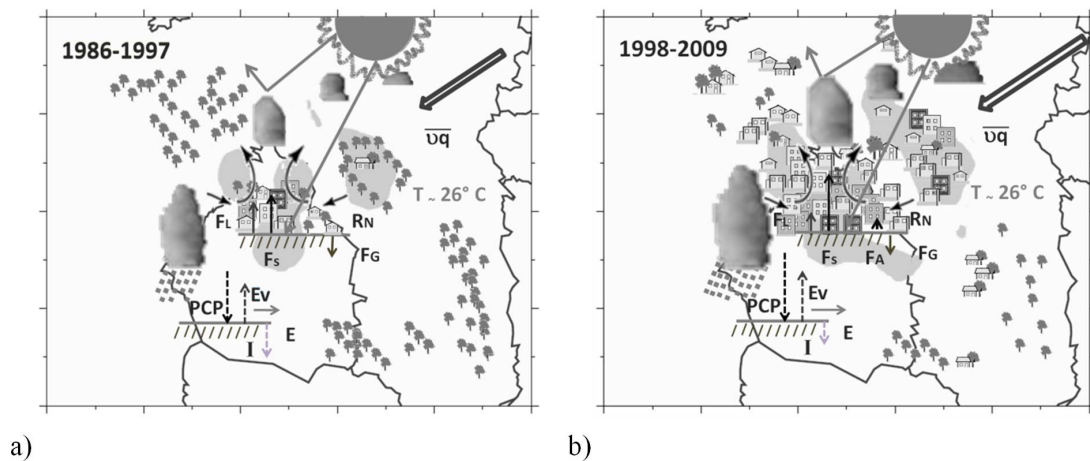 1986-1997
υq
T ~ 26° C
FL
RN
FS
FG
PCP
Ev
E
I
a)
1998-2009
υq
T ~ 26° C
FL
RN
FS
FA
FG
PCP
Ev
E
I
b)